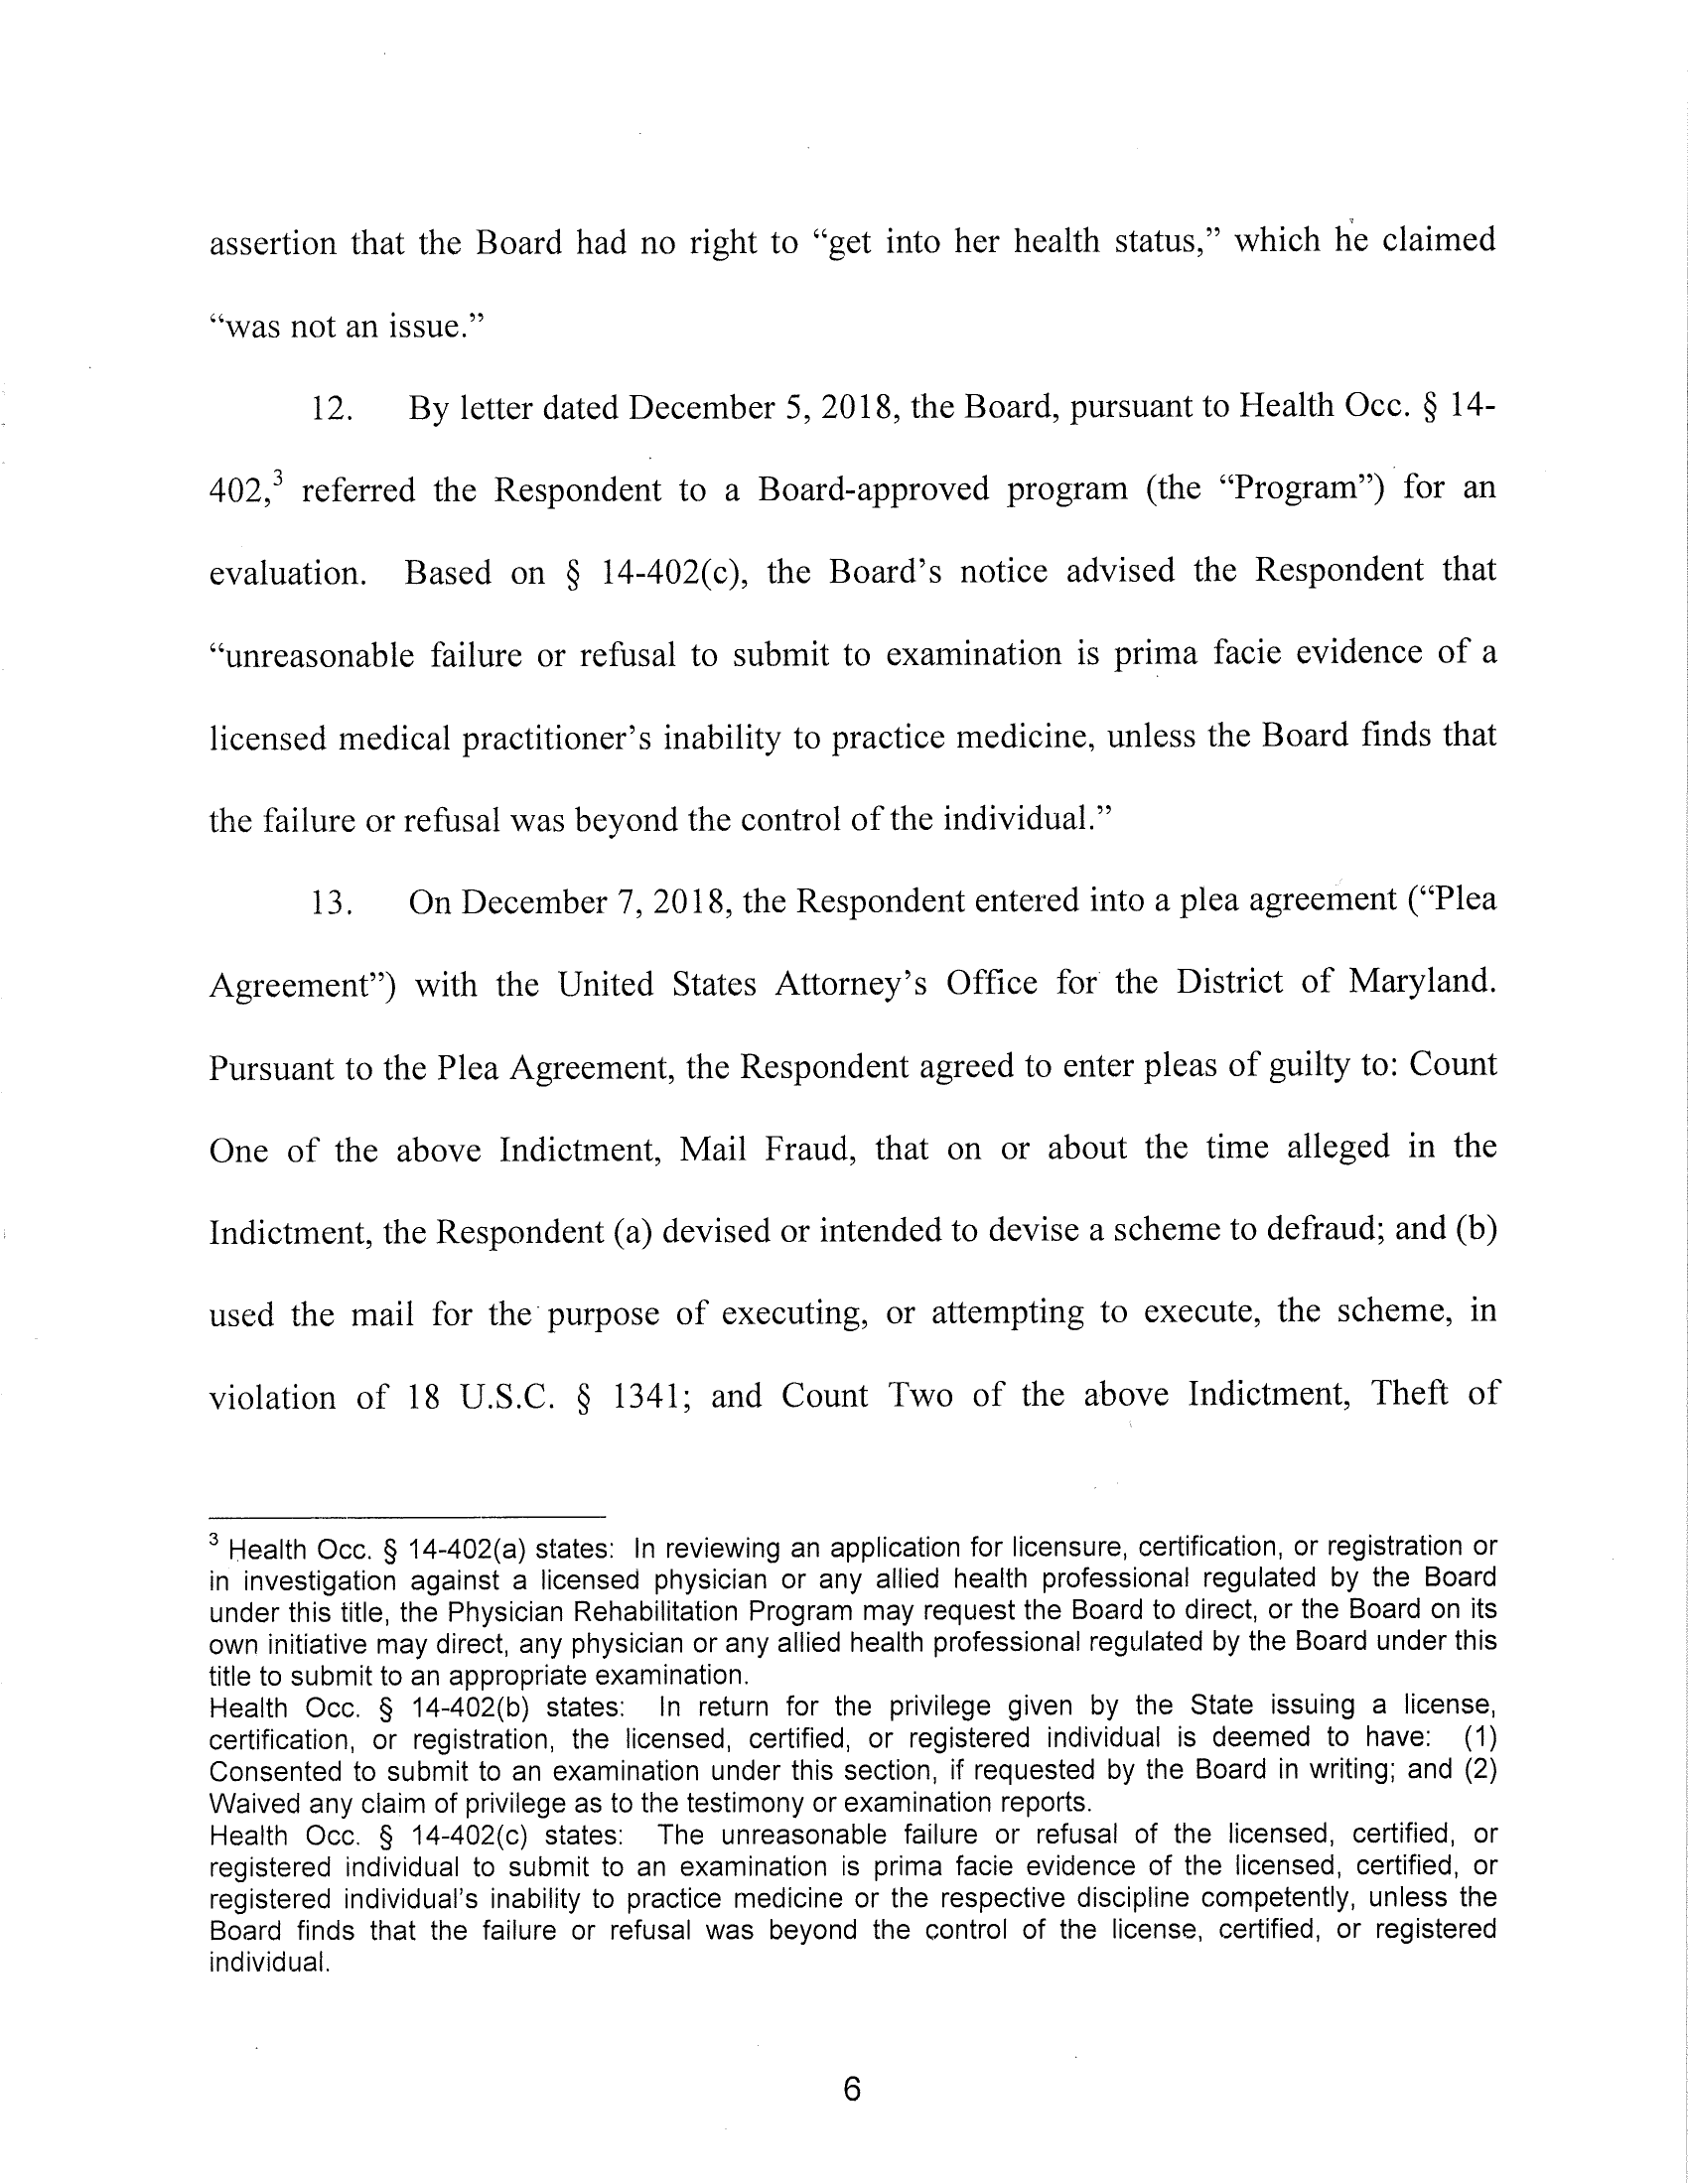 assertion that the Board had no right to “get into her health status,” which he claimed
“was not an issue.”
12. By letter dated December 5, 2018, the Board, pursuant to Health Occ. § 14-
402,³ referred the Respondent to a Board-approved program (the “Program”) for an
evaluation. Based on § 14-402(c), the Board’s notice advised the Respondent that
“unreasonable failure or refusal to submit to examination is prima facie evidence of a
licensed medical practitioner’s inability to practice medicine, unless the Board finds that
the failure or refusal was beyond the control of the individual.”
13. On December 7, 2018, the Respondent entered into a plea agreement (“Plea
Agreement”) with the United States Attorney’s Office for the District of Maryland.
Pursuant to the Plea Agreement, the Respondent agreed to enter pleas of guilty to: Count
One of the above Indictment, Mail Fraud, that on or about the time alleged in the
Indictment, the Respondent (a) devised or intended to devise a scheme to defraud; and (b)
used the mail for the purpose of executing, or attempting to execute, the scheme, in
violation of 18 U.S.C. § 1341; and Count Two of the above Indictment, Theft of
³ Health Occ. § 14-402(a) states: In reviewing an application for licensure, certification, or registration or
in investigation against a licensed physician or any allied health professional regulated by the Board
under this title, the Physician Rehabilitation Program may request the Board to direct, or the Board on its
own initiative may direct, any physician or any allied health professional regulated by the Board under this
title to submit to an appropriate examination.
Health Occ. § 14-402(b) states: In return for the privilege given by the State issuing a license,
certification, or registration, the licensed, certified, or registered individual is deemed to have: (1)
Consented to submit to an examination under this section, if requested by the Board in writing; and (2)
Waived any claim of privilege as to the testimony or examination reports.
Health Occ. § 14-402(c) states: The unreasonable failure or refusal of the licensed, certified, or
registered individual to submit to an examination is prima facie evidence of the licensed, certified, or
registered individual’s inability to practice medicine or the respective discipline competently, unless the
Board finds that the failure or refusal was beyond the control of the license, certified, or registered
individual.
6